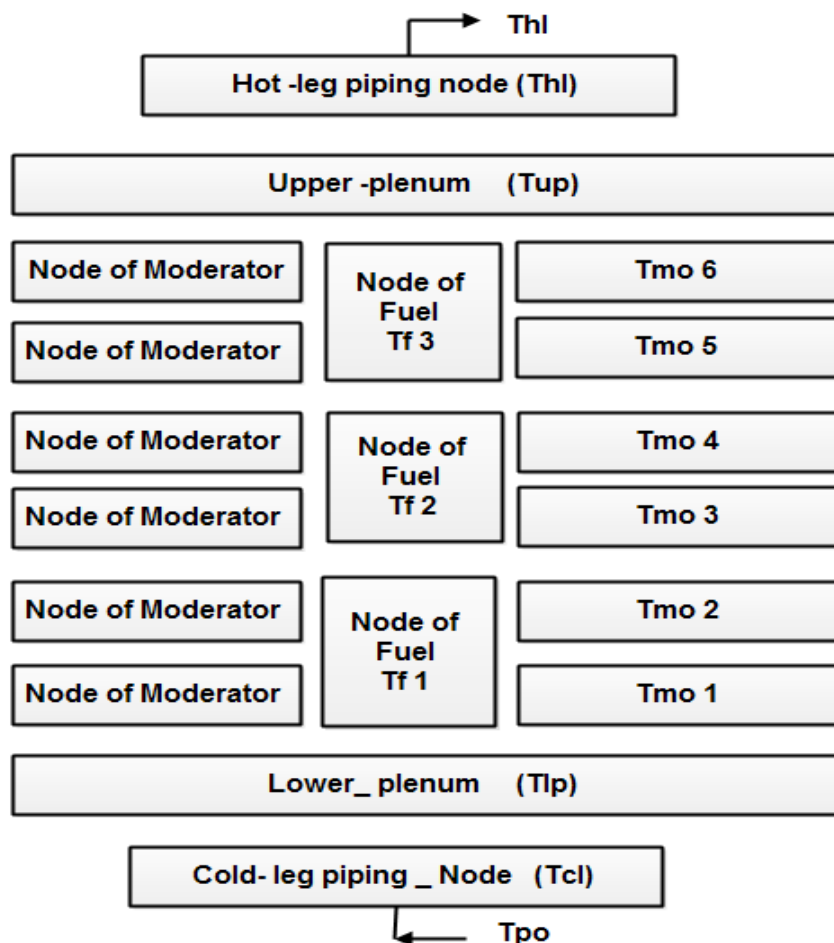 Thl
Hot -leg piping node (Thl)
Upper -plenum (Tup)
Node of Moderator
Node of Fuel
Tf 3
Tmo 6
Node of Moderator
Tmo 5
Node of Moderator
Node of Fuel
Tf 2
Tmo 4
Node of Moderator
Tmo 3
Node of Moderator
Node of Fuel
Tf 1
Tmo 2
Node of Moderator
Tmo 1
Lower_ plenum (Tlp)
Cold- leg piping _ Node (Tcl)
Tpo